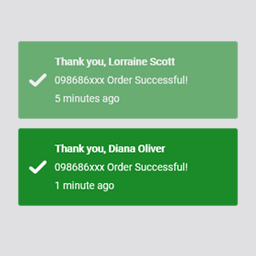 Thank you, Lorraine Scott
098686xxx Order Successful!
5 minutes ago
Thank you, Diana Oliver
098686xxx Order Successful!
1 minute ago